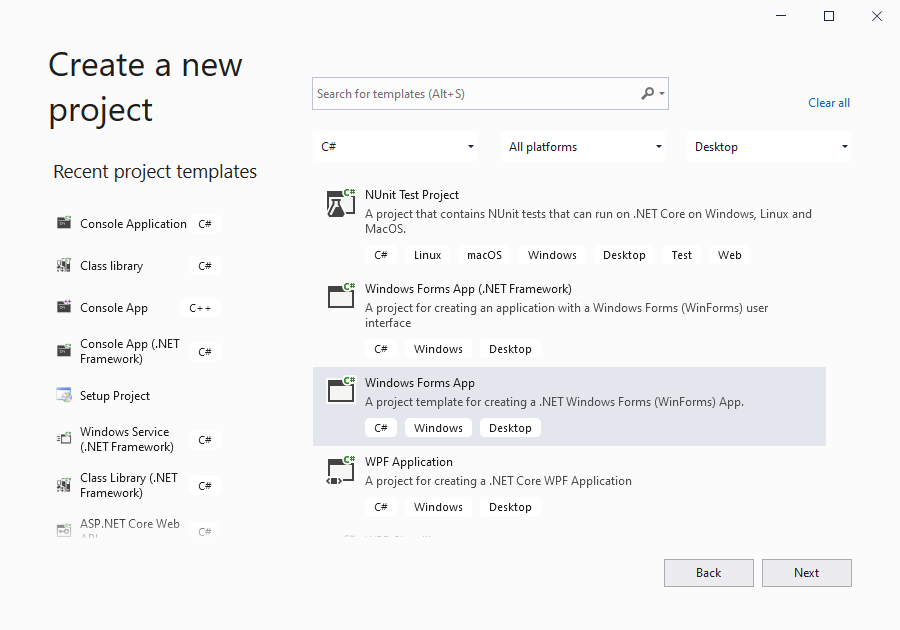 Create a new
project
Search for templates (Alt+S)
Clear all
C#
All platforms
Desktop
Recent project templates
Console Application C#
Class library C#
Console App C++
Console App (.NET
Framework) C#
Setup Project
Windows Service
(.NET Framework) C#
Class Library (.NET
Framework) C#
ASP.NET Core Web
API C#
C# NUnit Test Project
A project that contains NUnit tests that can run on .NET Core on Windows, Linux and
MacOS.
C# Linux macOS Windows Desktop Test Web
C# Windows Forms App (.NET Framework)
A project for creating an application with a Windows Forms (WinForms) user
interface
C# Windows Desktop
C# Windows Forms App
A project template for creating a .NET Windows Forms (WinForms) App.
C# Windows Desktop
C# WPF Application
A project for creating a .NET Core WPF Application
C# Windows Desktop
Back
Next